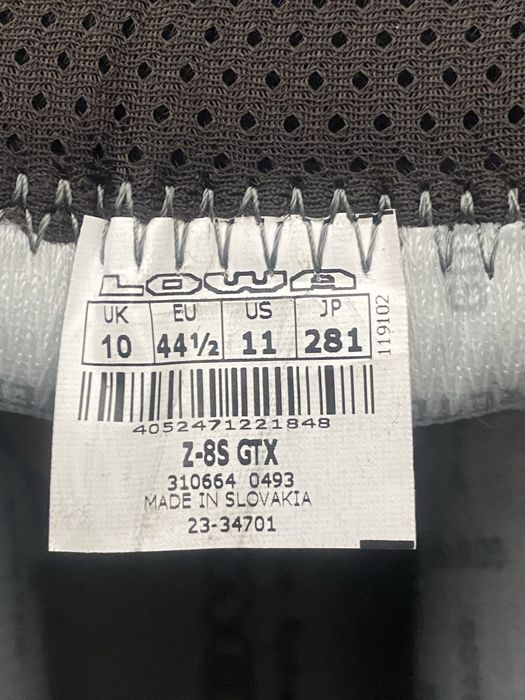 LOWA
UK EU US JP
10 44½ 11 281
119102
4052471221848
Z-8S GTX
310664 0493
MADE IN SLOVAKIA
23-34701